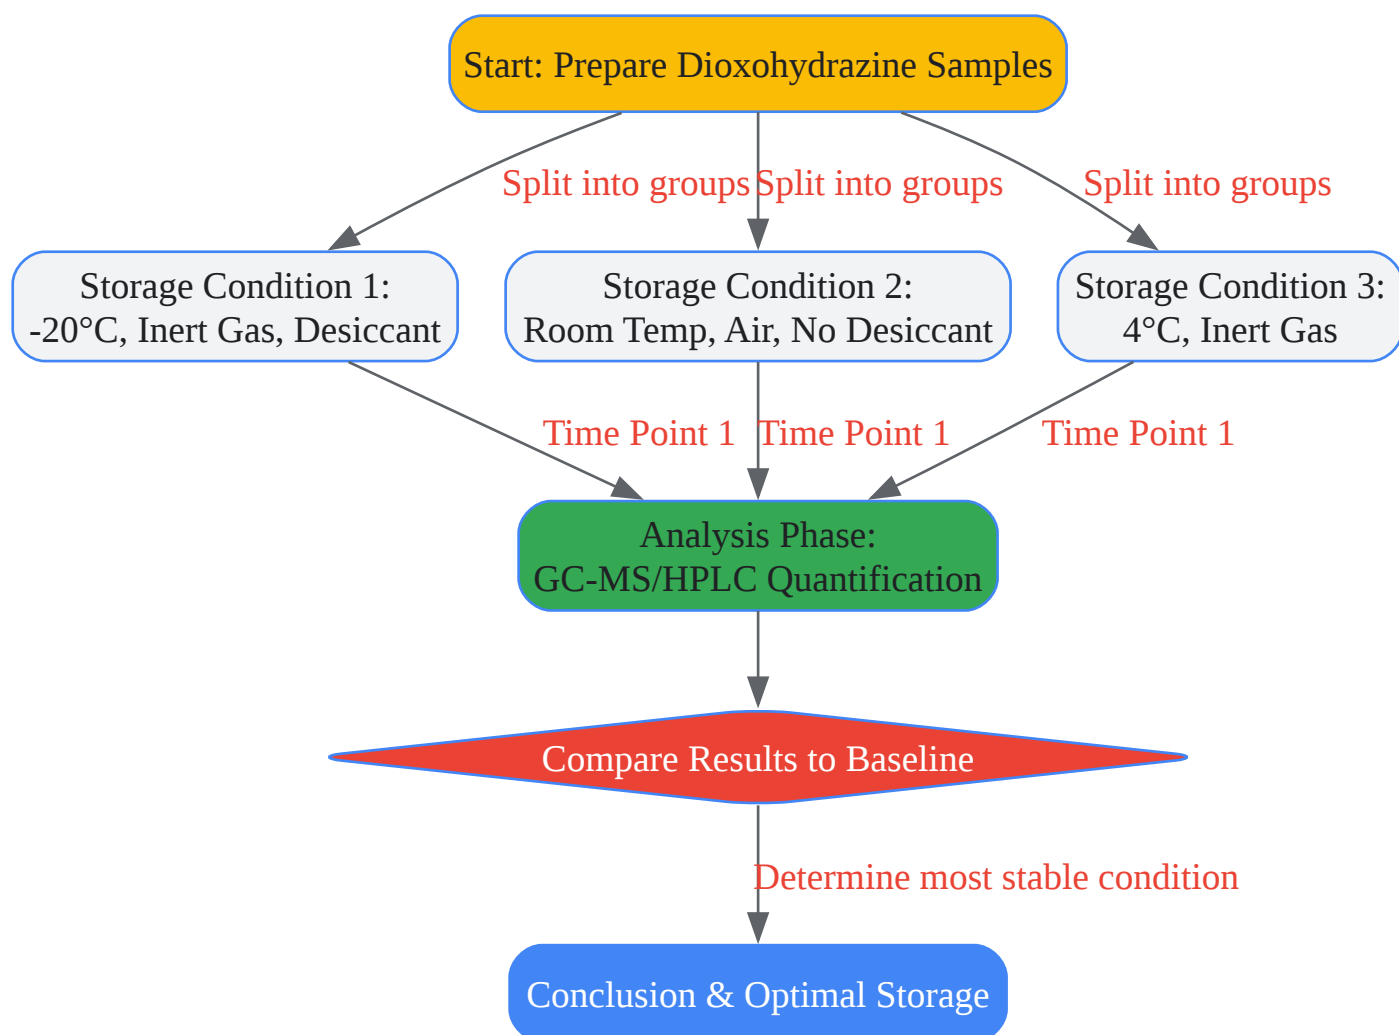 Start: Prepare Dioxohydrazine Samples
Split into groups
Split into groups
Split into groups
Storage Condition 1:
-20°C, Inert Gas, Desiccant
Storage Condition 2:
Room Temp, Air, No Desiccant
Storage Condition 3:
4°C, Inert Gas
Time Point 1
Time Point 1
Time Point 1
Analysis Phase:
GC-MS/HPLC Quantification
Compare Results to Baseline
Determine most stable condition
Conclusion & Optimal Storage